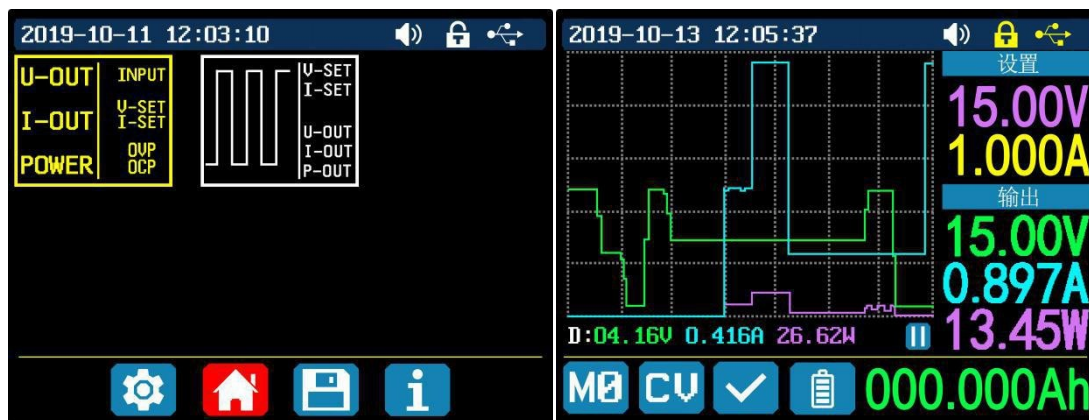 2019-10-11 12:03:10
U-OUT INPUT
I-OUT V-SET
I-SET
POWER OVP
OCP
V-SET
I-SET
U-OUT
I-OUT
P-OUT
i
2019-10-13 12:05:37
设置
15.00V
1.000A
输出
15.00V
0.897A
13.45W
D:04.16V 0.416A 26.62W
M0 CV 000.000Ah